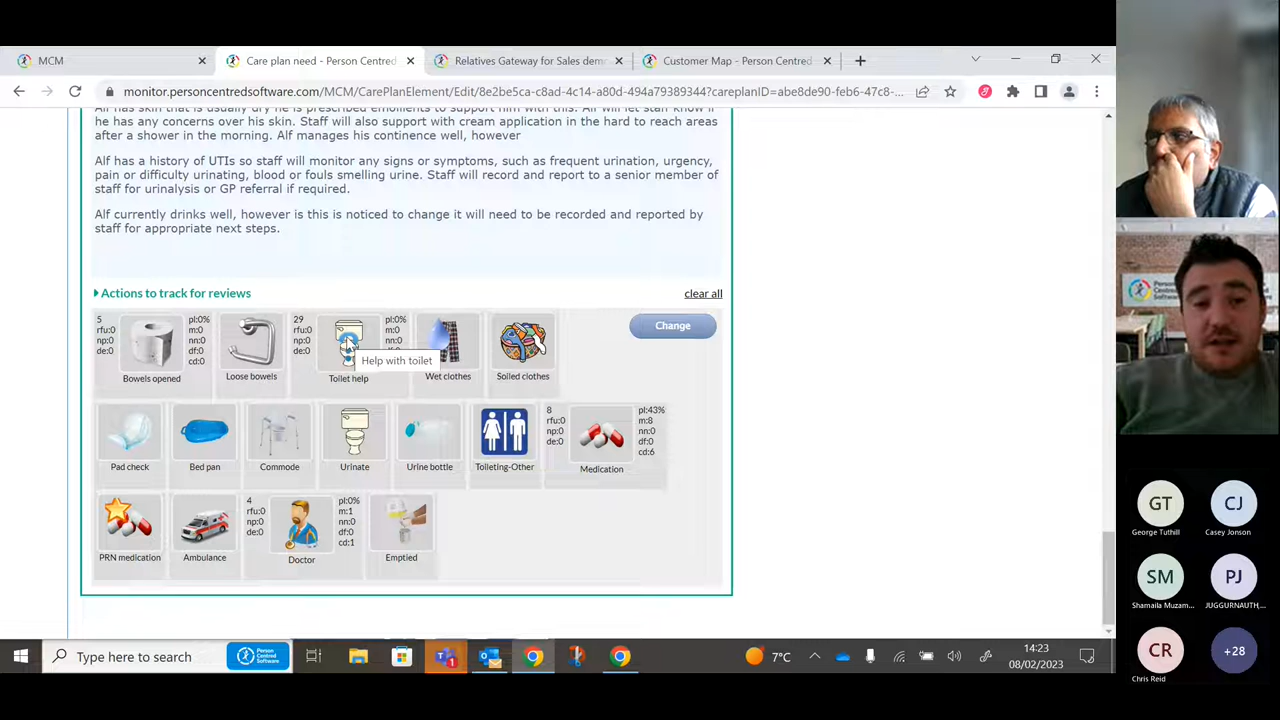 MCM
Care plan need - Person Centred
Relatives Gateway for Sales dem
Customer Map - Person Centred
monitor.personcentredsoftware.com/MCM/CarePlanElement/Edit/8e2be5ca-c8ad-4c14-a80d-494a79389344?careplanID=abe8de90-feb6-47c8-...
Alf has skin that is usually dry he is prescribed emollients to support him with this. Alf will let staff know if
he has any concerns over his skin. Staff will also support with cream application in the hard to reach areas
after a shower in the morning. Alf manages his continence well, however
Alf has a history of UTIs so staff will monitor any signs or symptoms, such as frequent urination, urgency,
pain or difficulty urinating, blood or fouls smelling urine. Staff will record and report to a senior member of
staff for urinalysis or GP referral if required.
Alf currently drinks well, however is this is noticed to change it will need to be recorded and reported by
staff for appropriate next steps.
Actions to track for reviews
clear all
Change
5
rfu:0
np:0
de:0
pl:0%
m:0
nn:0
df:0
cd:0
Bowels opened
Loose bowels
29
rfu:0
np:0
de:0
pl:0%
m:0
nn:0
Help with toilet
Toilet help
Wet clothes
Soiled clothes
Pad check
Bed pan
Commode
Urinate
Urine bottle
Toileting-Other
8
rfu:0
np:0
de:0
pl:43%
m:8
nn:0
df:0
cd:6
Medication
PRN medication
Ambulance
4
rfu:0
np:0
de:0
pl:0%
m:1
nn:0
df:0
cd:1
Doctor
Emptied
Person Centred Software
GT
George Tuthill
CJ
Casey Jonson
SM
Shamaila Muzam...
PJ
JUGGURNAUTH,...
CR
Chris Reid
+28
Type here to search
Person
Centred
Software
7°C
14:23
08/02/2023